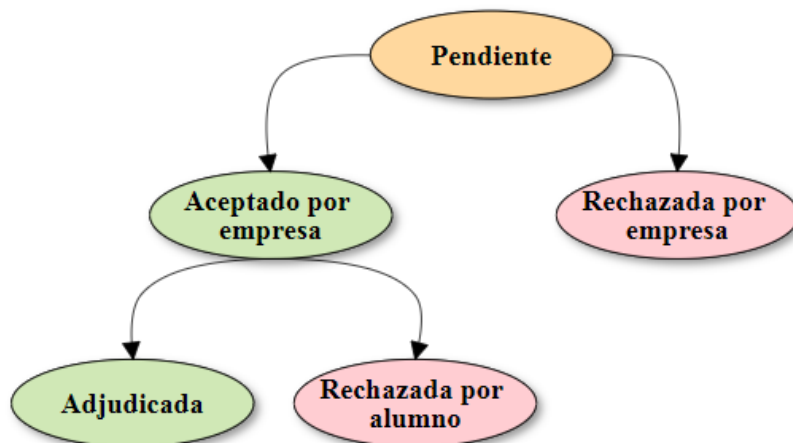 Pendiente
Aceptado por
empresa
Rechazada por
empresa
Adjudicada
Rechazada por
alumno